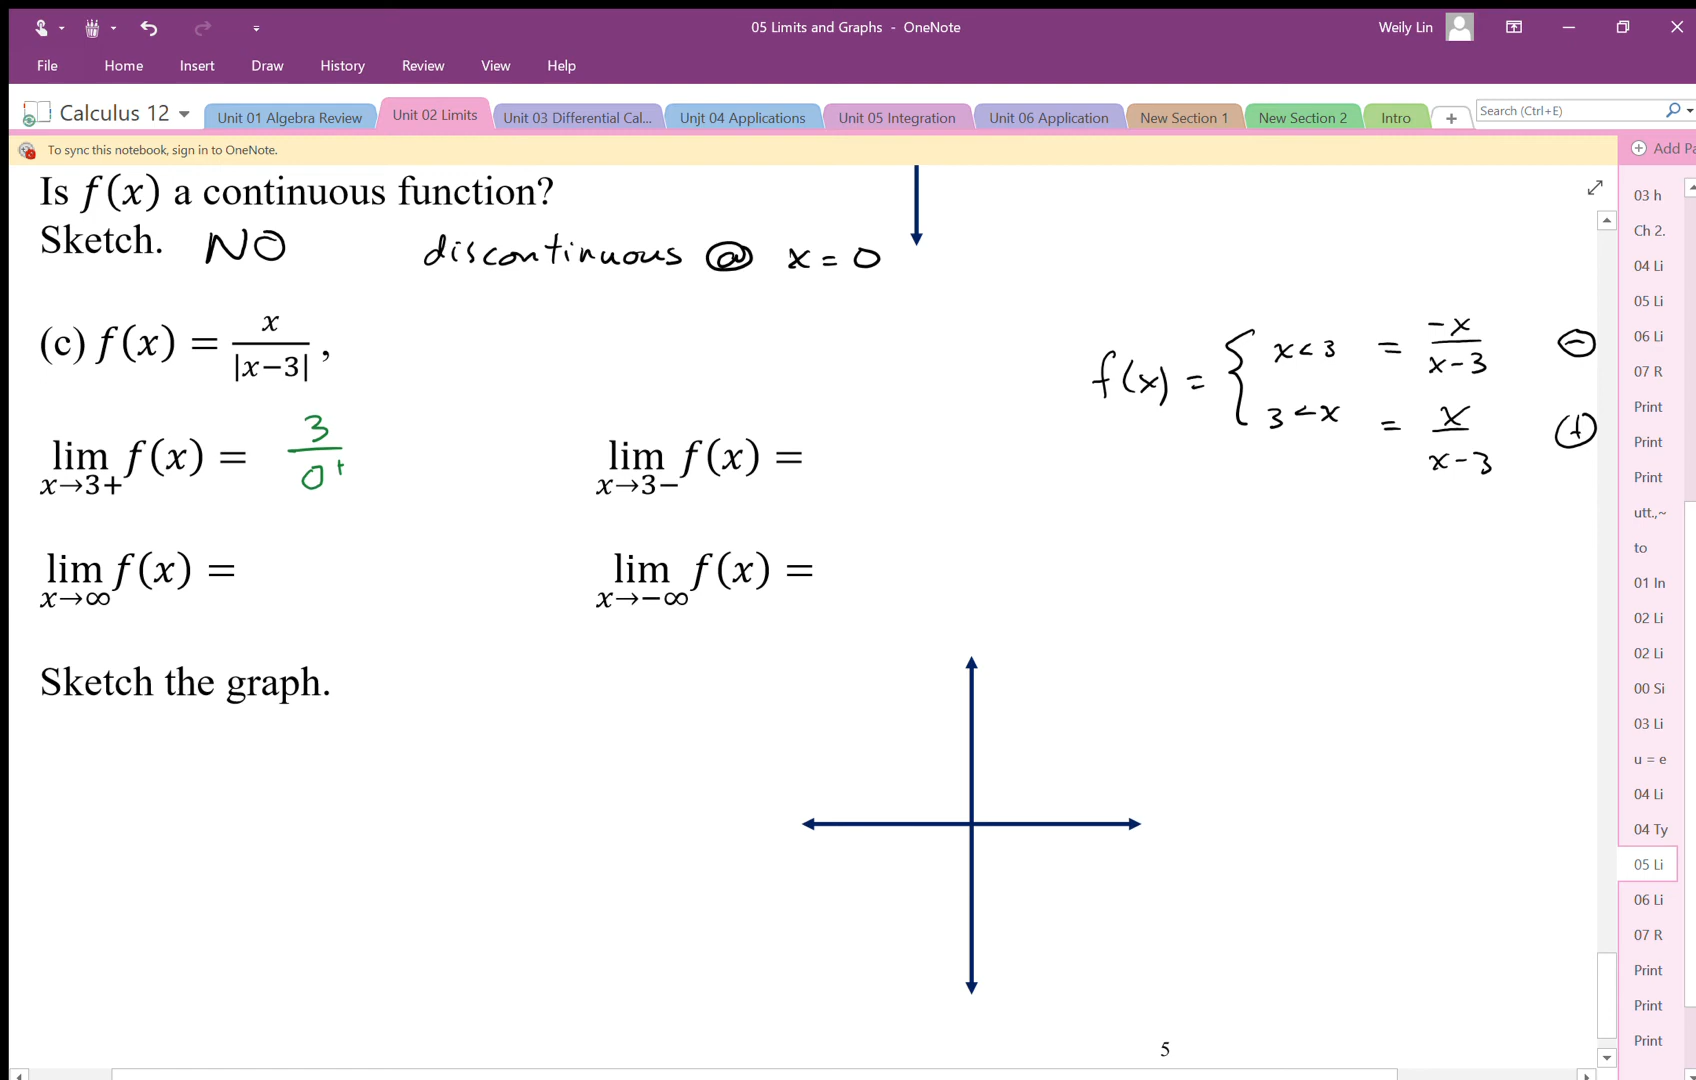 05 Limits and Graphs - OneNote
Weily Lin
File Home Insert Draw History Review View Help
Calculus 12
Unit 01 Algebra Review
Unit 02 Limits
Unit 03 Differential Cal...
Unit 04 Applications
Unit 05 Integration
Unit 06 Application
New Section 1
New Section 2
Intro
+
Search (Ctrl+E)
To sync this notebook, sign in to OneNote.
Add Pa
Is f(x) a continuous function?
Sketch. NO discontinuous @ x = 0
(c) f(x) = x/|x−3| ,
f(x) = { x < 3 = -x/(x-3) ⊖
3 < x = x/(x-3) ⊕
lim x→3+ f(x) = 3/0⁺
lim x→3− f(x) =
lim x→∞ f(x) =
lim x→−∞ f(x) =
Sketch the graph.
5
03 h
Ch 2.
04 Li
05 Li
06 Li
07 R
Print
Print
Print
utt.,~
to
01 In
02 Li
02 Li
00 Si
03 Li
u = e
04 Li
04 Ty
05 Li
06 Li
07 R
Print
Print
Print